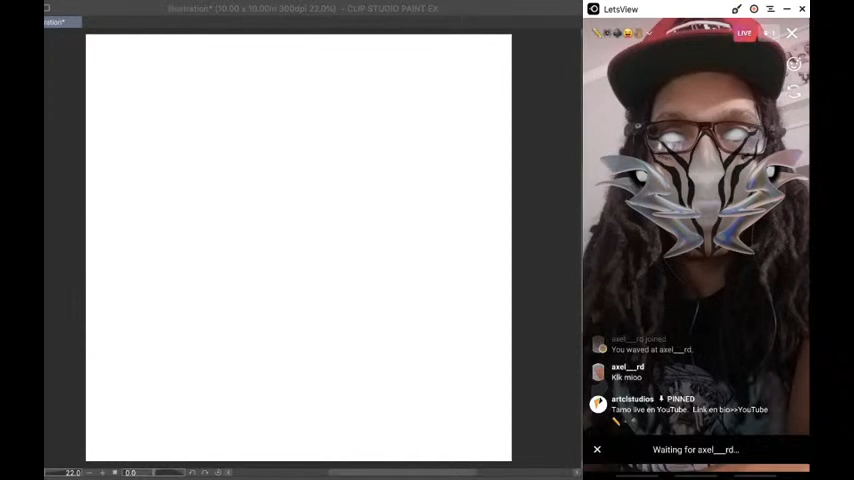 Illustration* (10.00 x 10.00in 300dpi 22.0%) - CLIP STUDIO PAINT EX
ration*
LetsView
LIVE
1
axel___rd joined
You waved at axel___rd.
axel___rd
Klk mioo
artclstudios PINNED
Tamo live en YouTube. Link en bio>>YouTube
Waiting for axel___rd...
22.0
0.0